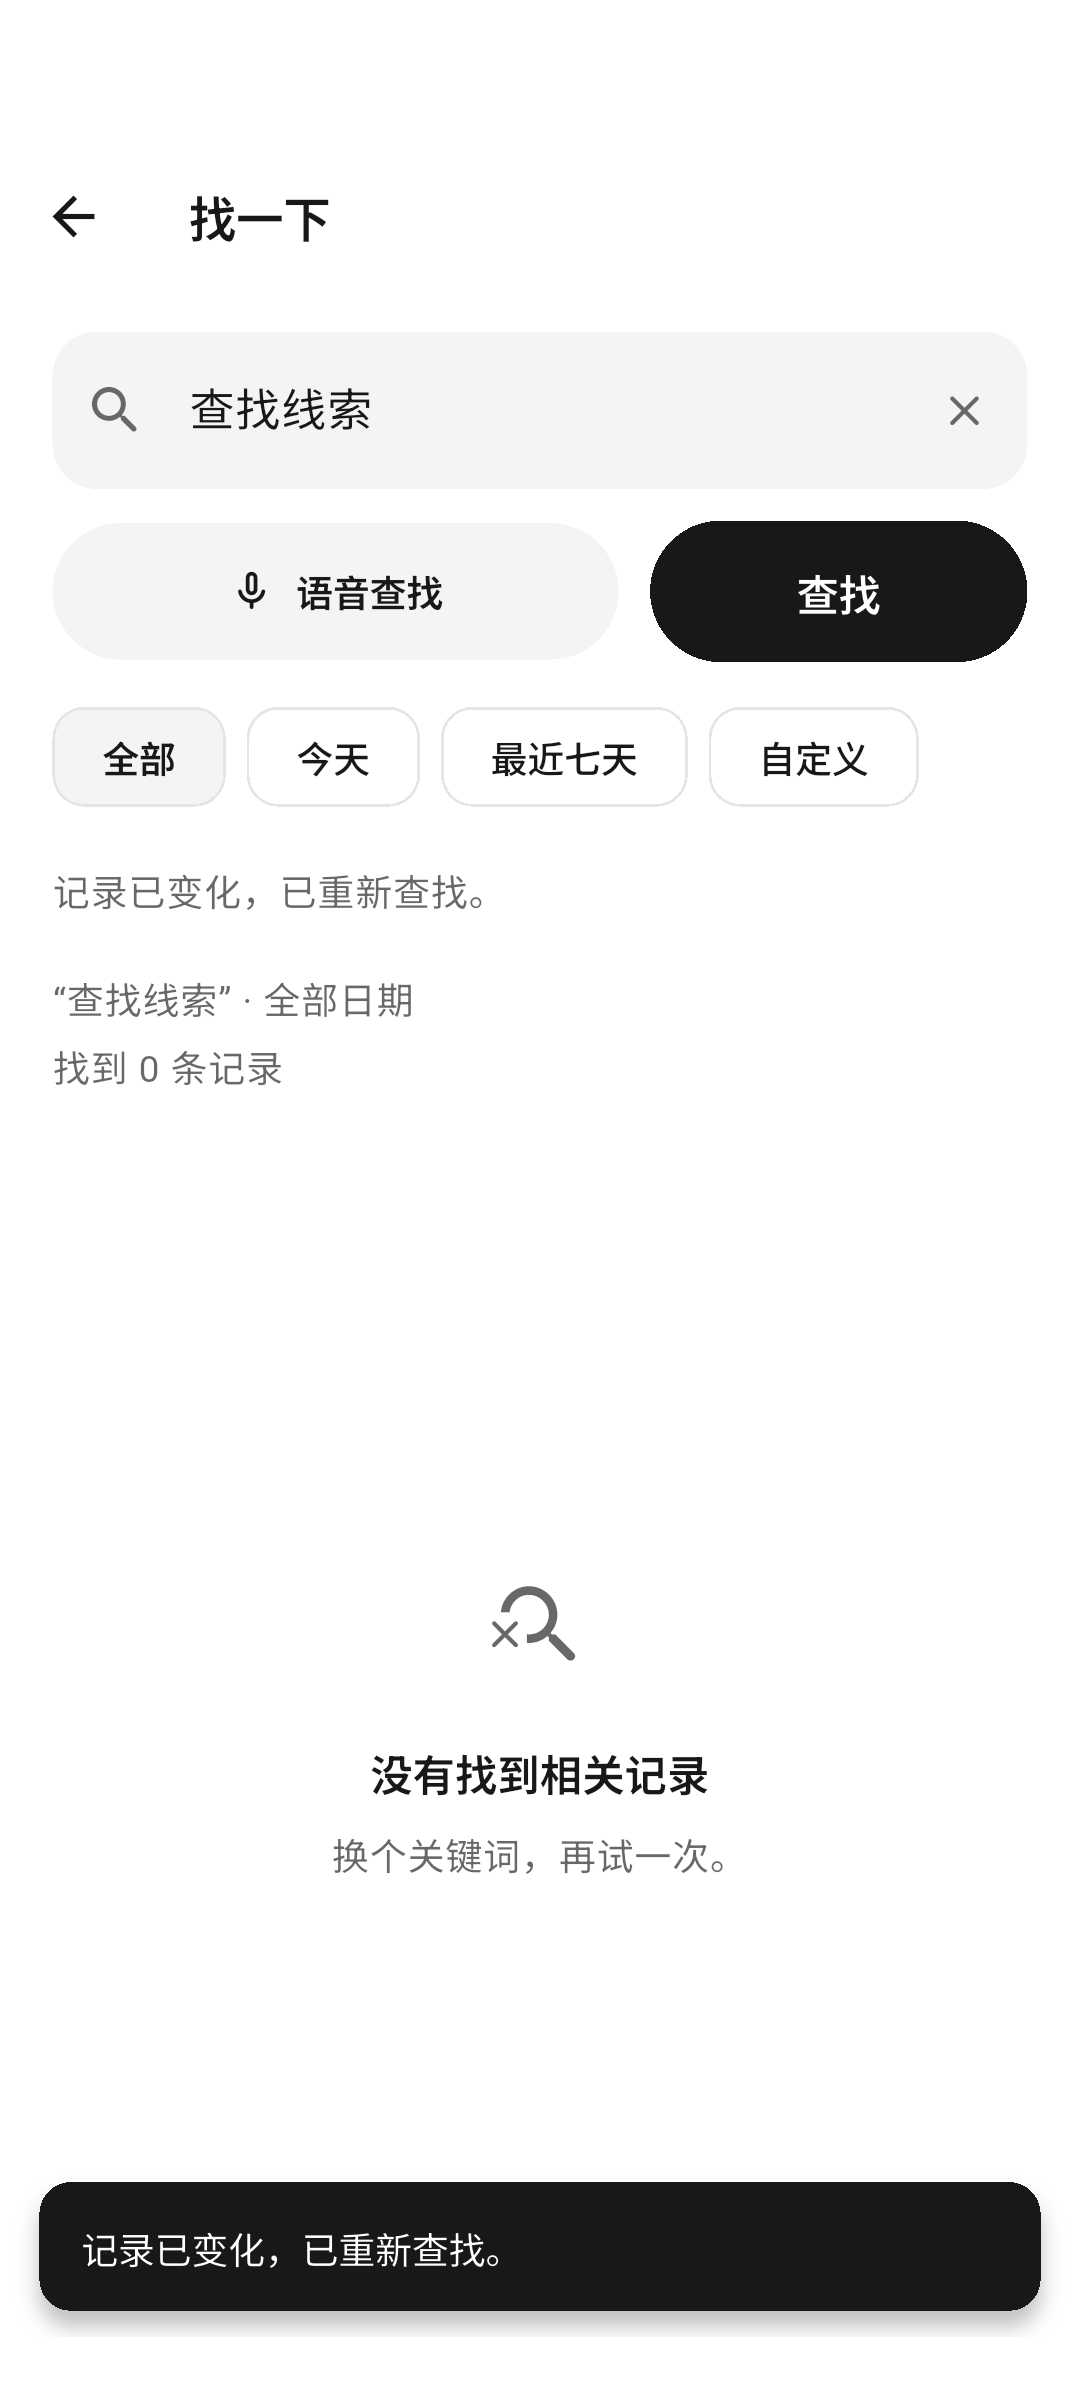 找一下
查找线索
语音查找
查找
全部
今天
最近七天
自定义
记录已变化，已重新查找。
“查找线索” · 全部日期
找到 0 条记录
没有找到相关记录
换个关键词，再试一次。
记录已变化，已重新查找。